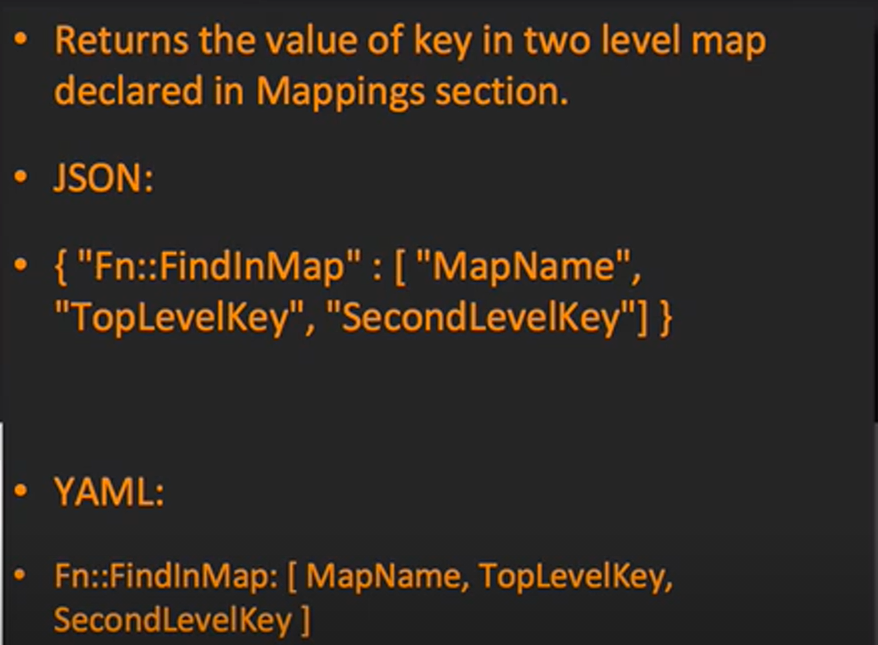 • Returns the value of key in two level map
declared in Mappings section.
• JSON:
• { "Fn::FindInMap" : [ "MapName",
"TopLevelKey", "SecondLevelKey"] }
• YAML:
• Fn::FindInMap: [ MapName, TopLevelKey,
SecondLevelKey ]